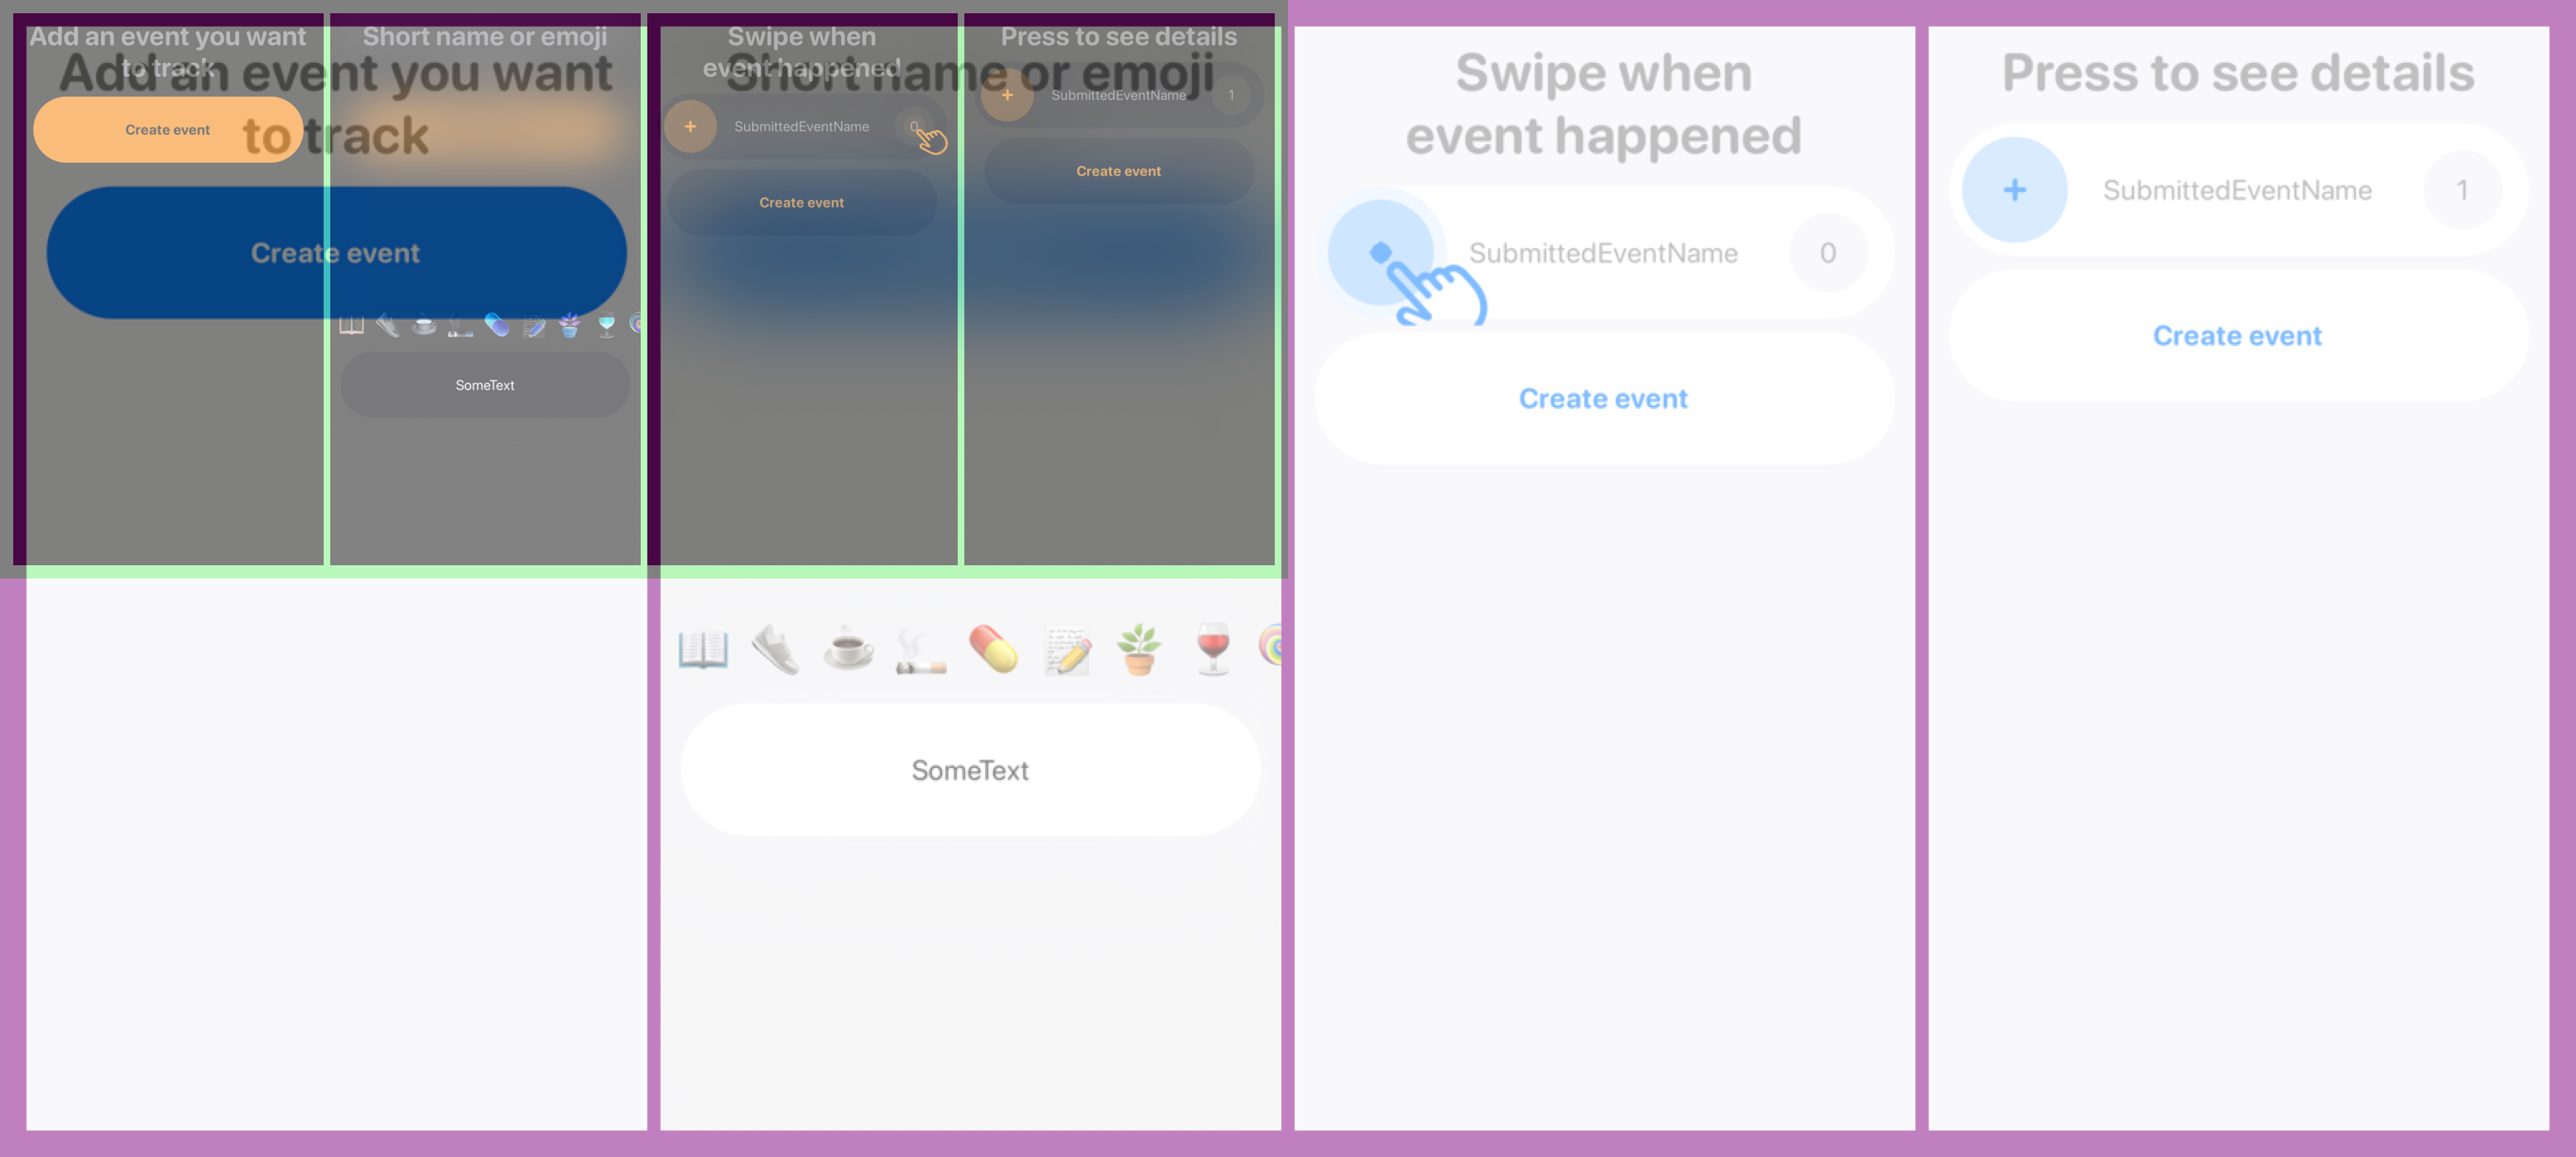 Add an event you want
to track
Create event
Short name or emoji
SomeText
Swipe when
event happened
+
SubmittedEventName
0
Create event
Press to see details
+
SubmittedEventName
1
Create event
Add an event you want
to track
Create event
Short name or emoji
SomeText
Swipe when
event happened
SubmittedEventName
0
Create event
Press to see details
+
SubmittedEventName
1
Create event